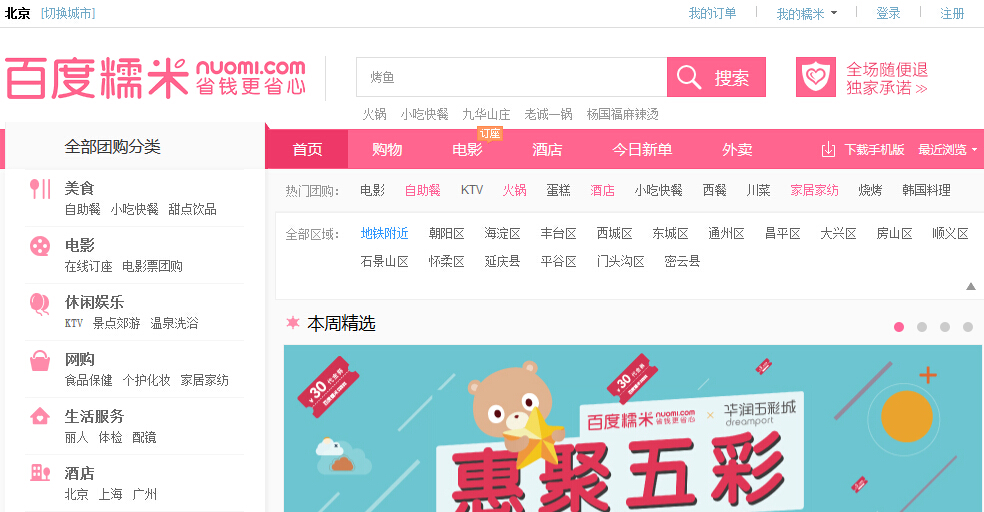 北京 [切换城市] 我的订单 我的糯米 登录 注册
百度糯米 nuomi.com 省钱更省心
烤鱼 搜索
全场随便退
独家承诺 >>
火锅 小吃快餐 九华山庄 老诚一锅 杨国福麻辣烫
订座
全部团购分类 首页 购物 电影 酒店 今日新单 外卖 下载手机版 最近浏览
美食
自助餐 小吃快餐 甜点饮品
电影
在线订座 电影票团购
休闲娱乐
KTV 景点郊游 温泉洗浴
网购
食品保健 个护化妆 家居家纺
生活服务
丽人 体检 配镜
酒店
北京 上海 广州
热门团购: 电影 自助餐 KTV 火锅 蛋糕 酒店 小吃快餐 西餐 川菜 家居家纺 烧烤 韩国料理
全部区域: 地铁附近 朝阳区 海淀区 丰台区 西城区 东城区 通州区 昌平区 大兴区 房山区 顺义区
石景山区 怀柔区 延庆县 平谷区 门头沟区 密云县
本周精选
¥30 代金券
¥30 代金券
百度糯米 nuomi.com 省钱更省心 × 华润五彩城 dreamport
惠聚五彩